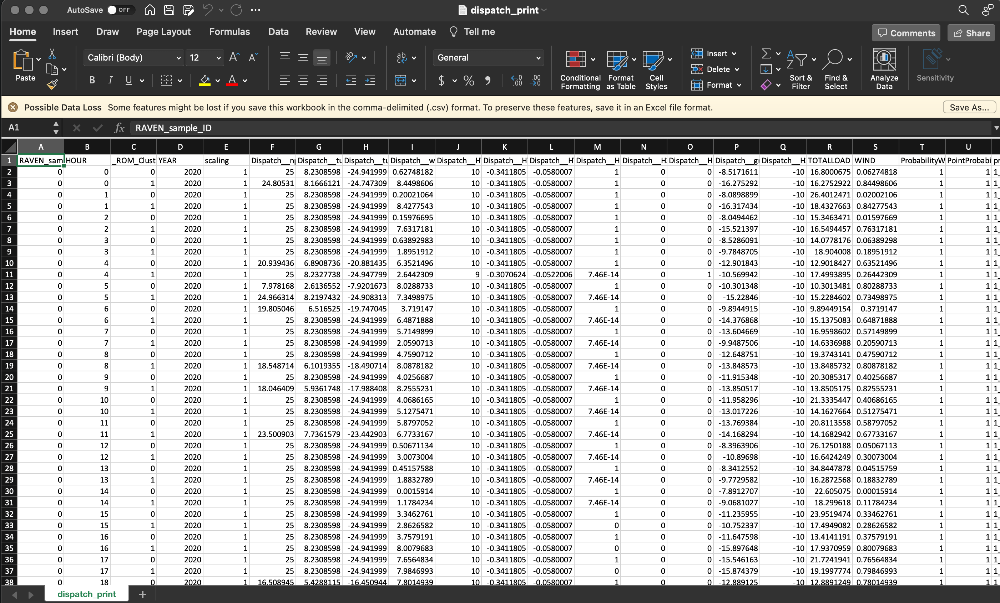 AutoSave OFF dispatch_print
Home Insert Draw Page Layout Formulas Data Review View Automate Tell me Comments Share
Paste Calibri (Body) 12 General Conditional Formatting Format as Table Cell Styles Insert Delete Format Sort & Filter Find & Select Analyze Data Sensitivity
Possible Data Loss Some features might be lost if you save this workbook in the comma-delimited (.csv) format. To preserve these features, save it in an Excel file format. Save As...
A1 fx RAVEN_sample_ID
A B C D E F G H I J K L M N O P Q R S T U
1 RAVEN_sam HOUR _ROM_Clust YEAR scaling Dispatch__n Dispatch__tu Dispatch__tu Dispatch__w Dispatch__H Dispatch__H Dispatch__H Dispatch__H Dispatch__H Dispatch__H Dispatch__gr Dispatch__H TOTALLOAD WIND ProbabilityW PointProbabi pr
2 0 0 0 2020 1 25 8.2308598 -24.941999 0.62748182 10 -0.3411805 -0.0580007 1 0 0 -8.5171611 -10 16.8000675 0.06274818 1 1 1_
3 0 0 1 2020 1 24.80531 8.1666121 -24.747309 8.4498606 10 -0.3411805 -0.0580007 1 0 0 -16.275292 -10 16.2752922 0.84498606 1 1 1_
4 0 1 0 2020 1 25 8.2308598 -24.941999 0.20021064 10 -0.3411805 -0.0580007 1 0 0 -8.0898899 -10 26.4012471 0.02002106 1 1 1_
5 0 1 1 2020 1 25 8.2308598 -24.941999 8.4277543 10 -0.3411805 -0.0580007 1 0 0 -16.317434 -10 18.4327663 0.84277543 1 1 1_
6 0 2 0 2020 1 25 8.2308598 -24.941999 0.15976695 10 -0.3411805 -0.0580007 1 0 0 -8.0494462 -10 15.3463471 0.01597669 1 1 1_
7 0 2 1 2020 1 25 8.2308598 -24.941999 7.6317181 10 -0.3411805 -0.0580007 1 0 0 -15.521397 -10 16.5494457 0.76317181 1 1 1_
8 0 3 0 2020 1 25 8.2308598 -24.941999 0.63892983 10 -0.3411805 -0.0580007 1 0 0 -8.5286091 -10 14.0778176 0.06389298 1 1 1_
9 0 3 1 2020 1 25 8.2308598 -24.941999 1.8951912 10 -0.3411805 -0.0580007 1 0 0 -9.7848705 -10 18.904008 0.18951912 1 1 1_
10 0 4 0 2020 1 20.939436 6.8908736 -20.881435 6.3521496 10 -0.3411805 -0.0580007 1 0 0 -12.901843 -10 12.9018427 0.63521496 1 1 1_
11 0 4 1 2020 1 25 8.2327738 -24.947799 2.6442309 9 -0.3070624 -0.0522006 7.46E-14 0 1 -10.569942 -10 17.4993895 0.26442309 1 1 1_
12 0 5 0 2020 1 7.978168 2.6136552 -7.9201673 8.0288733 10 -0.3411805 -0.0580007 1 0 0 -10.301348 -10 10.3013481 0.80288733 1 1 1_
13 0 5 1 2020 1 24.966314 8.2197432 -24.908313 7.3498975 10 -0.3411805 -0.0580007 7.46E-14 0 0 -15.22846 -10 15.2284602 0.73498975 1 1 1_
14 0 6 0 2020 1 19.805046 6.516525 -19.747045 3.719147 10 -0.3411805 -0.0580007 1 0 0 -9.8944915 -10 9.89449154 0.3719147 1 1 1_
15 0 6 1 2020 1 25 8.2308598 -24.941999 6.4871888 10 -0.3411805 -0.0580007 7.46E-14 0 0 -14.376868 -10 15.1375083 0.64871888 1 1 1_
16 0 7 0 2020 1 25 8.2308598 -24.941999 5.7149899 10 -0.3411805 -0.0580007 1 0 0 -13.604669 -10 16.9598602 0.57149899 1 1 1_
17 0 7 1 2020 1 25 8.2308598 -24.941999 2.0590713 10 -0.3411805 -0.0580007 7.46E-14 0 0 -9.9487506 -10 14.6336988 0.20590713 1 1 1_
18 0 8 0 2020 1 25 8.2308598 -24.941999 4.7590712 10 -0.3411805 -0.0580007 1 0 0 -12.648751 -10 19.3743141 0.47590712 1 1 1_
19 0 8 1 2020 1 18.548714 6.1019355 -18.490714 8.0878182 10 -0.3411805 -0.0580007 7.46E-14 0 0 -13.848573 -10 13.8485732 0.80878182 1 1 1_
20 0 9 0 2020 1 25 8.2308598 -24.941999 4.0256687 10 -0.3411805 -0.0580007 1 0 0 -11.915348 -10 20.3085317 0.40256687 1 1 1_
21 0 9 1 2020 1 18.046409 5.9361748 -17.988408 8.2555231 10 -0.3411805 -0.0580007 7.46E-14 0 0 -13.850517 -10 13.8505175 0.82555231 1 1 1_
22 0 10 0 2020 1 25 8.2308598 -24.941999 4.0686165 10 -0.3411805 -0.0580007 1 0 0 -11.958296 -10 21.3335447 0.40686165 1 1 1_
23 0 10 1 2020 1 25 8.2308598 -24.941999 5.1275471 10 -0.3411805 -0.0580007 7.46E-14 0 0 -13.017226 -10 14.1627664 0.51275471 1 1 1_
24 0 11 0 2020 1 25 8.2308598 -24.941999 5.8797052 10 -0.3411805 -0.0580007 1 0 0 -13.769384 -10 20.8113558 0.58797052 1 1 1_
25 0 11 1 2020 1 23.500903 7.7361579 -23.442903 6.7733167 10 -0.3411805 -0.0580007 7.46E-14 0 0 -14.168294 -10 14.1682942 0.67733167 1 1 1_
26 0 12 0 2020 1 25 8.2308598 -24.941999 0.50671134 10 -0.3411805 -0.0580007 1 0 0 -8.3963906 -10 26.1250188 0.05067113 1 1 1_
27 0 12 1 2020 1 25 8.2308598 -24.941999 3.0073004 10 -0.3411805 -0.0580007 7.46E-14 0 0 -10.89698 -10 16.6424249 0.30073004 1 1 1_
28 0 13 0 2020 1 25 8.2308598 -24.941999 0.45157588 10 -0.3411805 -0.0580007 1 0 0 -8.3412552 -10 34.8447878 0.04515759 1 1 1_
29 0 13 1 2020 1 25 8.2308598 -24.941999 1.8832789 10 -0.3411805 -0.0580007 7.46E-14 0 0 -9.7729582 -10 16.2872568 0.18832789 1 1 1_
30 0 14 0 2020 1 25 8.2308598 -24.941999 0.0015914 10 -0.3411805 -0.0580007 1 0 0 -7.8912707 -10 22.605075 0.00015914 1 1 1_
31 0 14 1 2020 1 25 8.2308598 -24.941999 1.1784234 10 -0.3411805 -0.0580007 7.46E-14 0 0 -9.0681027 -10 18.299618 0.11784234 1 1 1_
32 0 15 0 2020 1 25 8.2308598 -24.941999 3.3462761 10 -0.3411805 -0.0580007 1 0 0 -11.235955 -10 23.9519474 0.33462761 1 1 1_
33 0 15 1 2020 1 25 8.2308598 -24.941999 2.8626582 10 -0.3411805 -0.0580007 0 0 0 -10.752337 -10 17.4949082 0.28626582 1 1 1_
34 0 16 0 2020 1 25 8.2308598 -24.941999 3.7579191 10 -0.3411805 -0.0580007 1 0 0 -11.647598 -10 13.4141191 0.37579191 1 1 1_
35 0 16 1 2020 1 25 8.2308598 -24.941999 8.0079683 10 -0.3411805 -0.0580007 0 0 0 -15.897648 -10 17.9370959 0.80079683 1 1 1_
36 0 17 0 2020 1 25 8.2308598 -24.941999 7.6564834 10 -0.3411805 -0.0580007 1 0 0 -15.546163 -10 21.7241941 0.76564834 1 1 1_
37 0 17 1 2020 1 25 8.2308598 -24.941999 7.9846993 10 -0.3411805 -0.0580007 0 0 0 -15.874379 -10 19.1997774 0.79846993 1 1 1_
38 0 18 0 2020 1 16.508945 5.4288115 -16.450944 7.8014939 10 -0.3411805 -0.0580007 1 0 0 -12.889125 -10 12.8891249 0.78014939 1 1 1_
dispatch_print